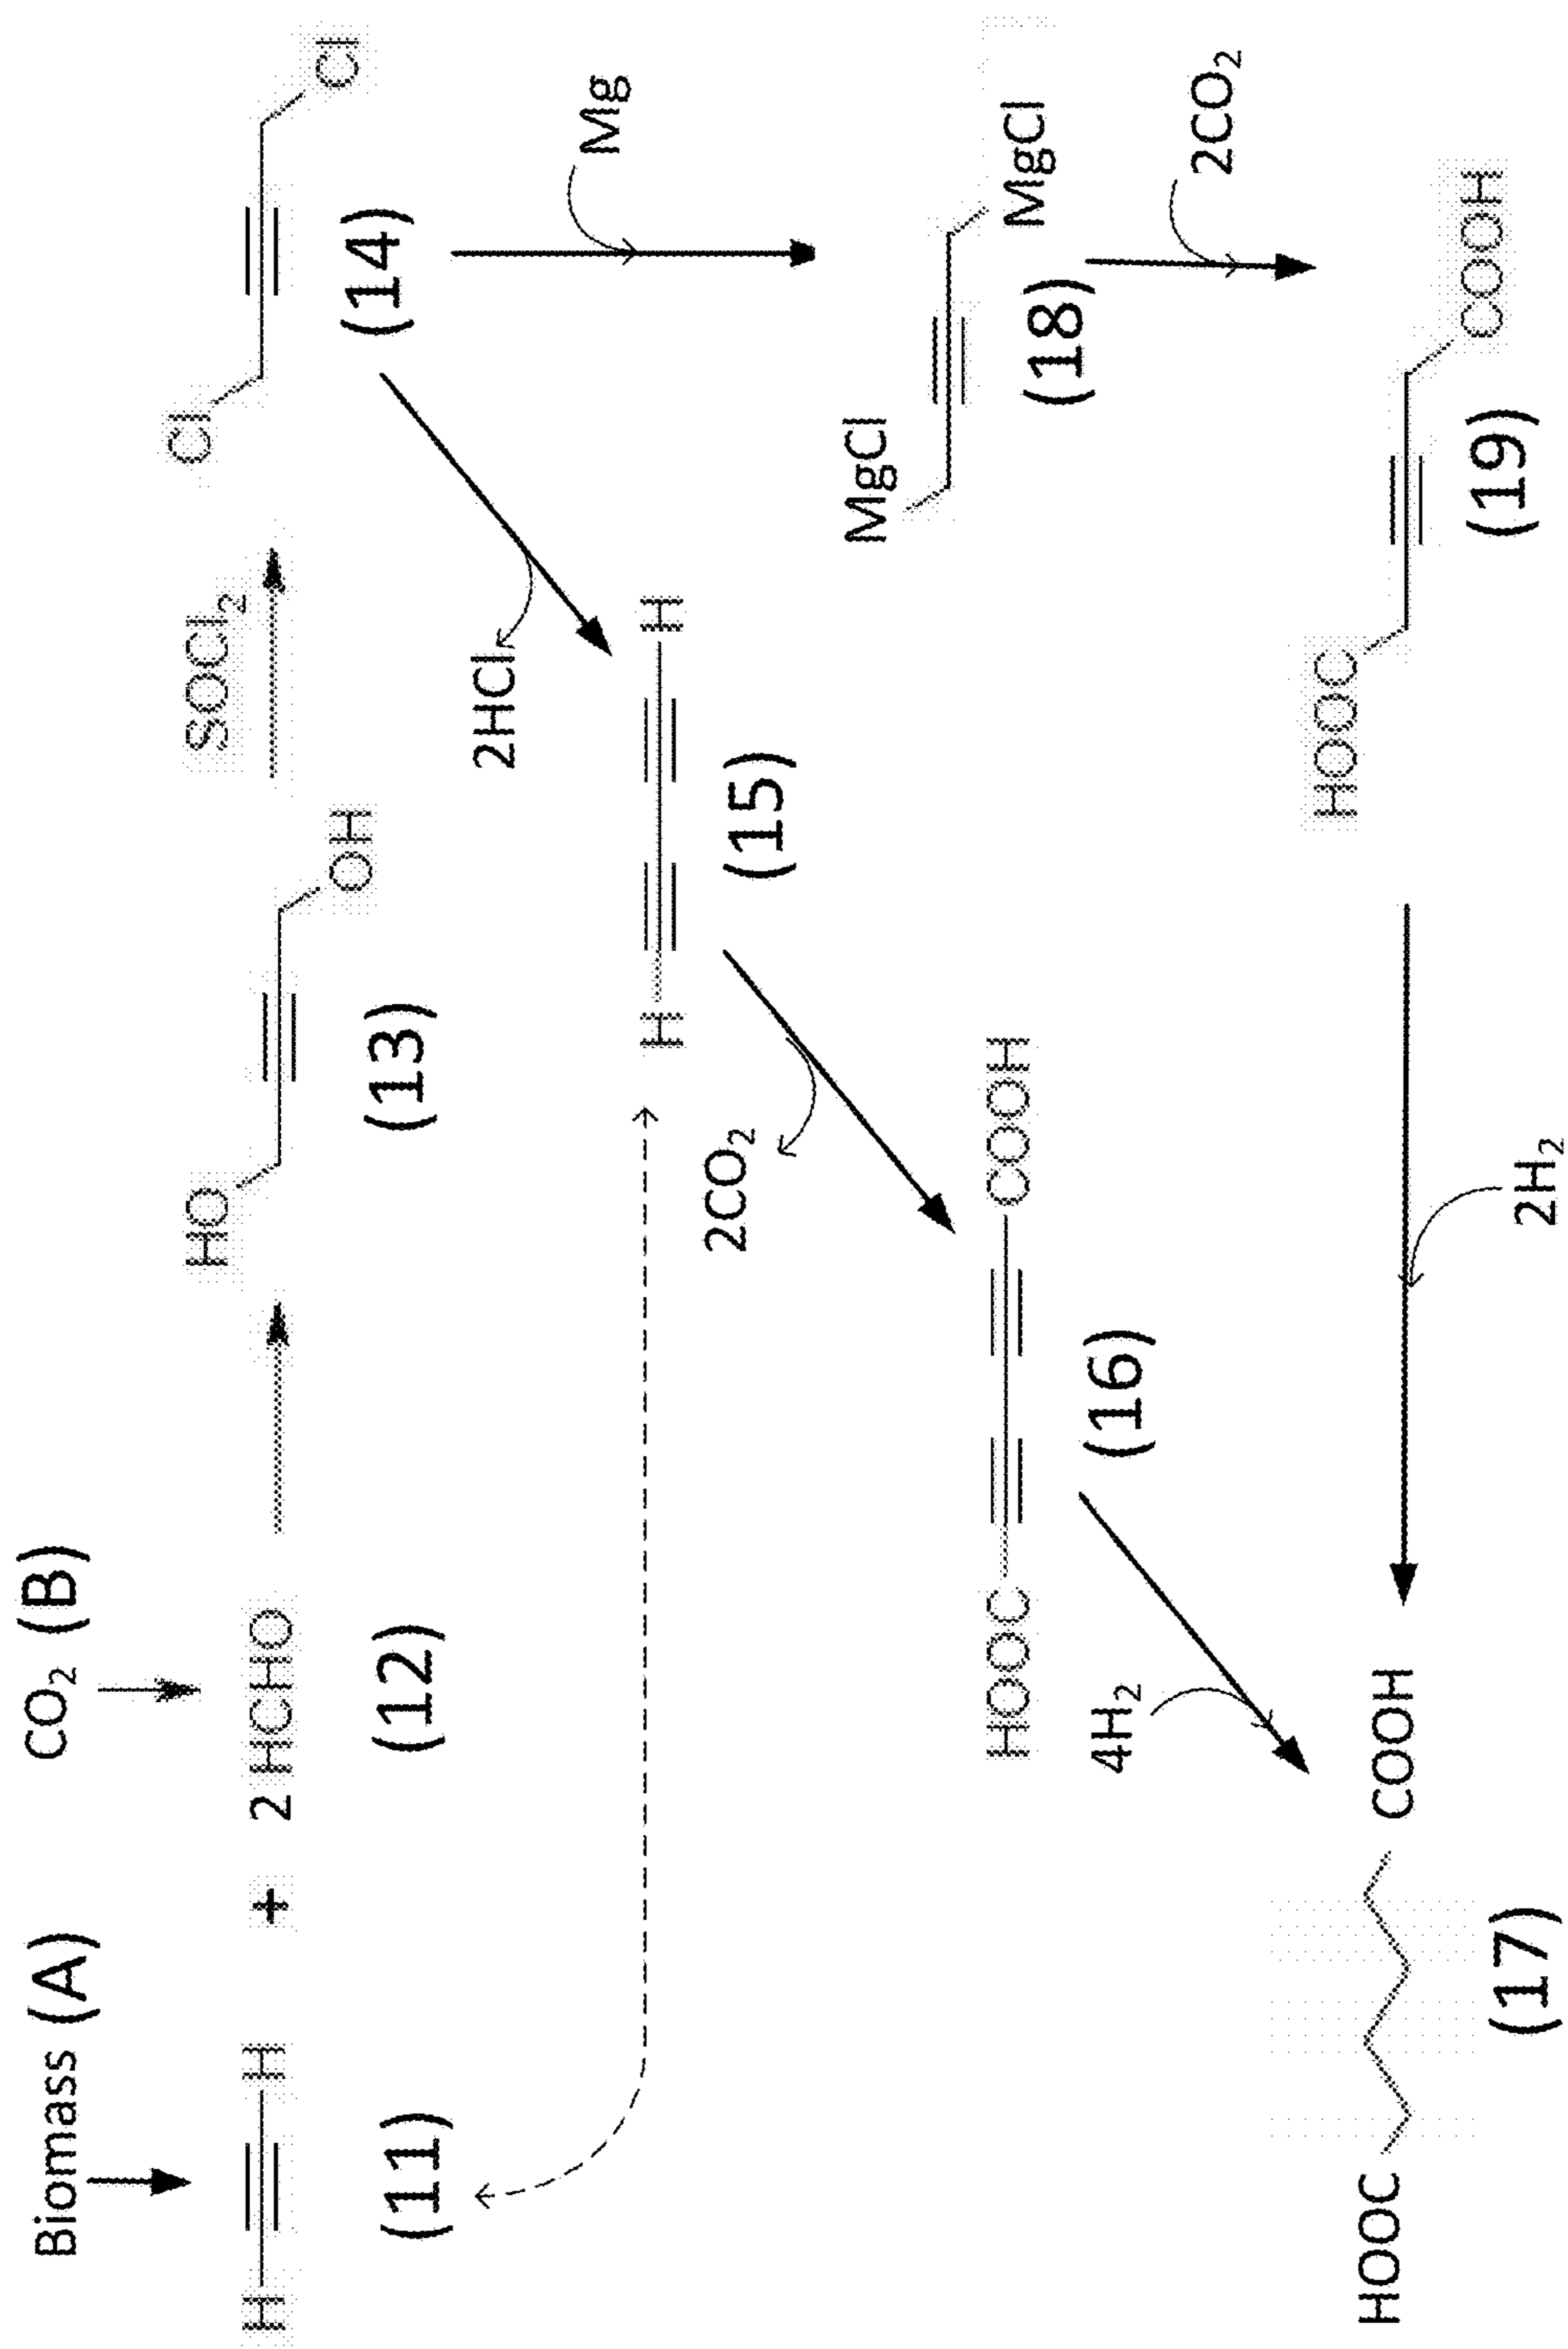 Biomass (A)
CO₂ (B)
H H + 2 HCHO
HO OH
SOCl₂
Cl Cl
(11)
(12)
(13)
(14)
2HCl
Mg
H H
(15)
MgCl MgCl
(18)
2CO₂
2CO₂
HOOC COOH
(16)
4H₂
HOOC COOH
(19)
2H₂
HOOC COOH
(17)